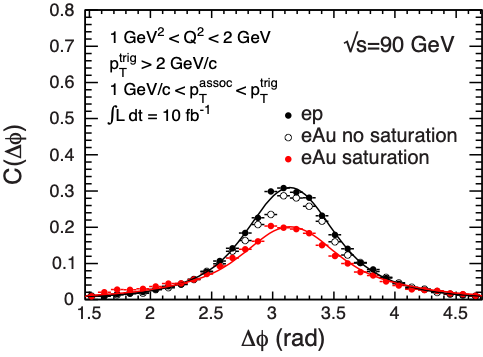 1 GeV² < Q² < 2 GeV
√s=90 GeV
p_T^trig > 2 GeV/c
1 GeV/c < p_T^assoc < p_T^trig
∫L dt = 10 fb⁻¹
ep
eAu no saturation
eAu saturation
C(Δϕ)
0.8
0.7
0.6
0.5
0.4
0.3
0.2
0.1
0
1.5 2 2.5 3 3.5 4 4.5
Δϕ (rad)